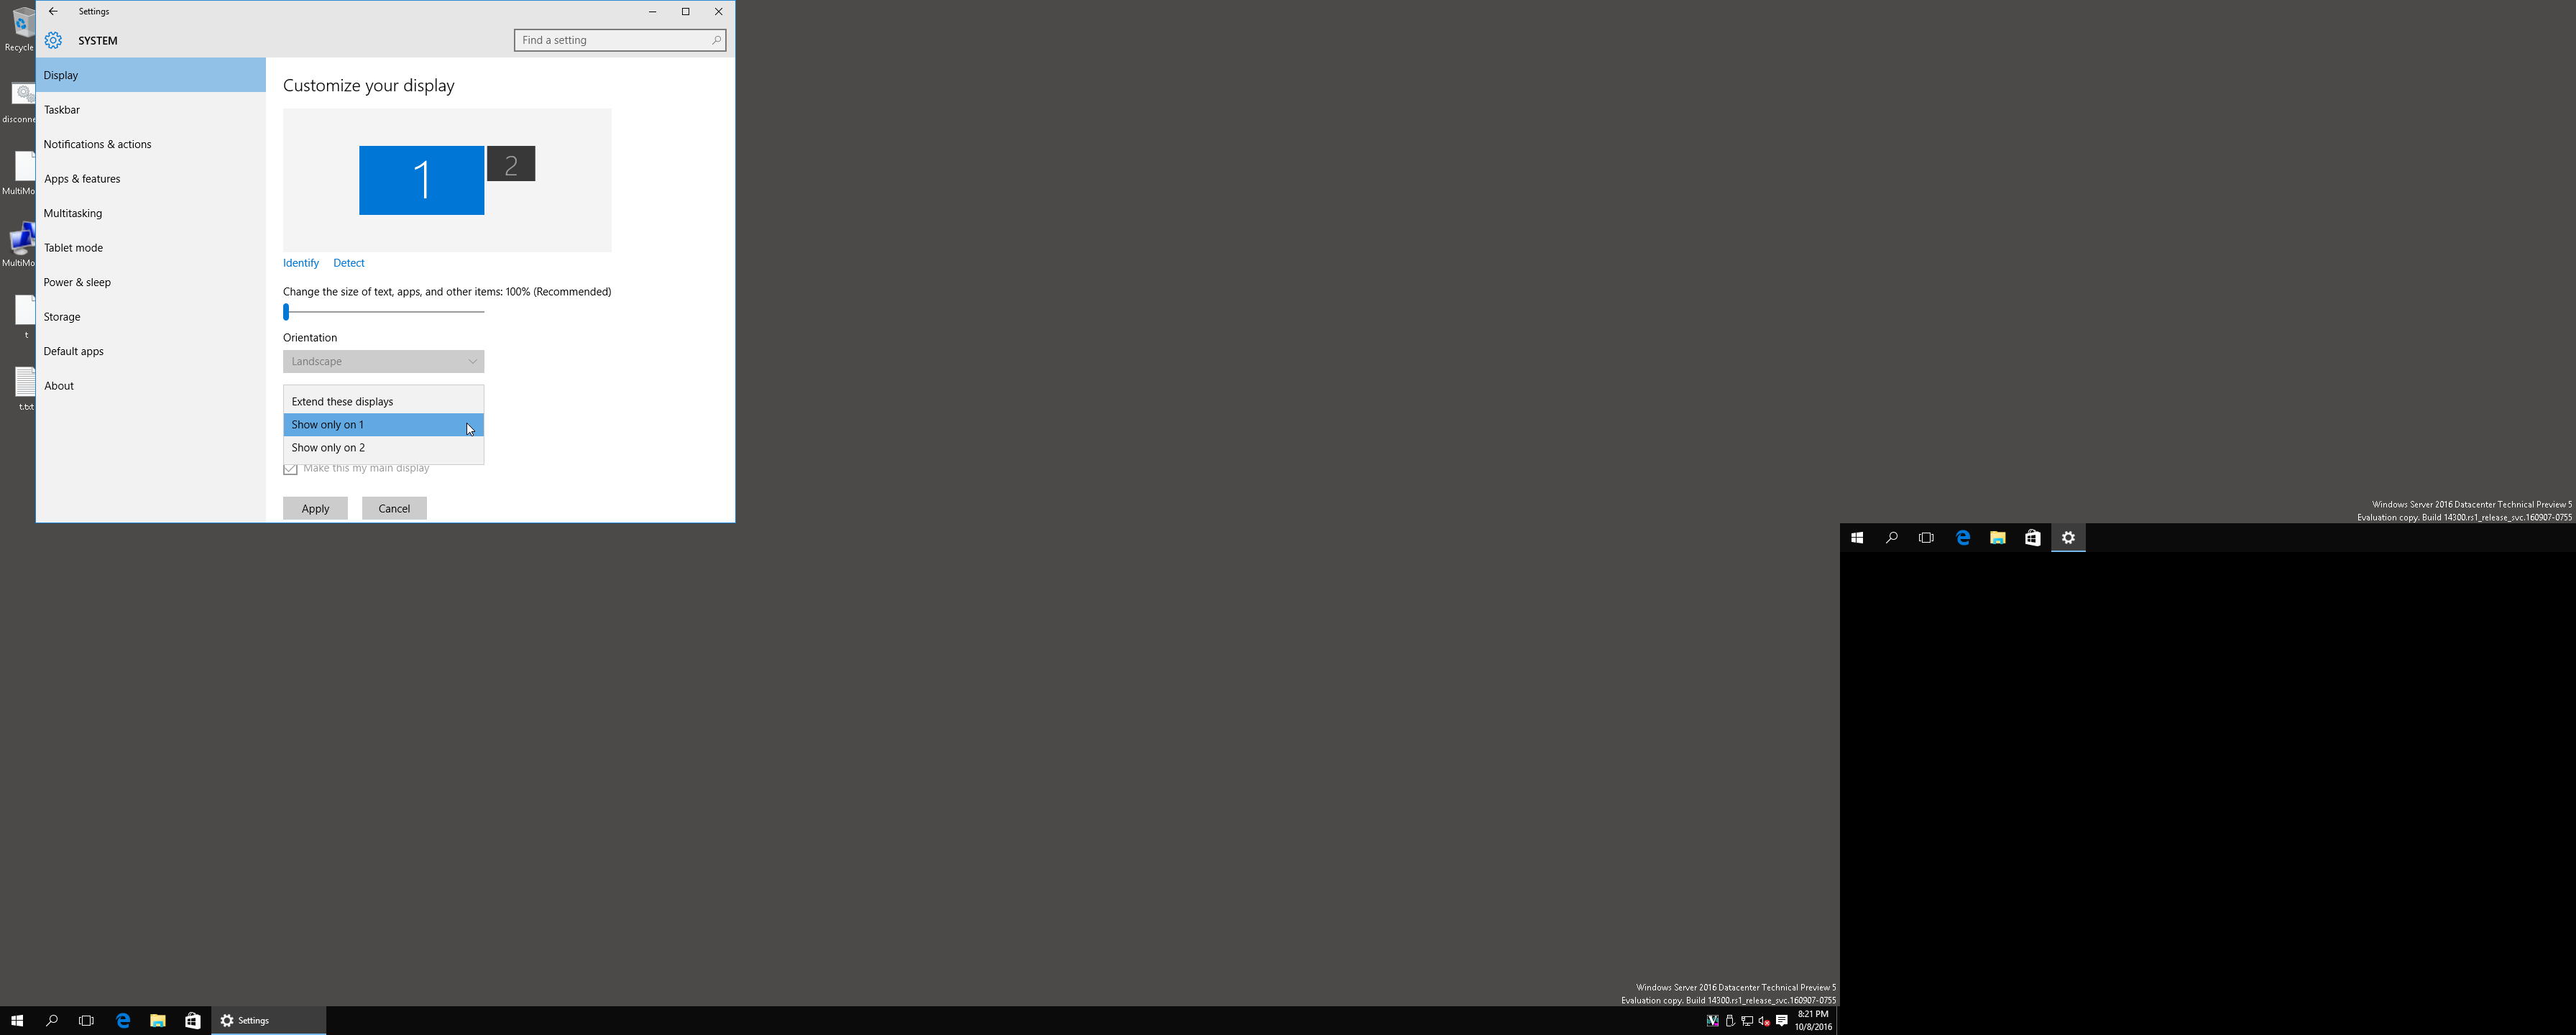 Settings
SYSTEM
Find a setting
Recycle
disconne
MultiMo
MultiMo
t
t.txt
Display
Taskbar
Notifications & actions
Apps & features
Multitasking
Tablet mode
Power & sleep
Storage
Default apps
About
Customize your display
1
2
Identify Detect
Change the size of text, apps, and other items: 100% (Recommended)
Orientation
Landscape
Extend these displays
Show only on 1
Show only on 2
Make this my main display
Apply Cancel
Windows Server 2016 Datacenter Technical Preview 5
Evaluation copy. Build 14300.rs1_release_svc.160907-0755
Windows Server 2016 Datacenter Technical Preview 5
Evaluation copy. Build 14300.rs1_release_svc.160907-0755
Settings
8:21 PM
10/8/2016